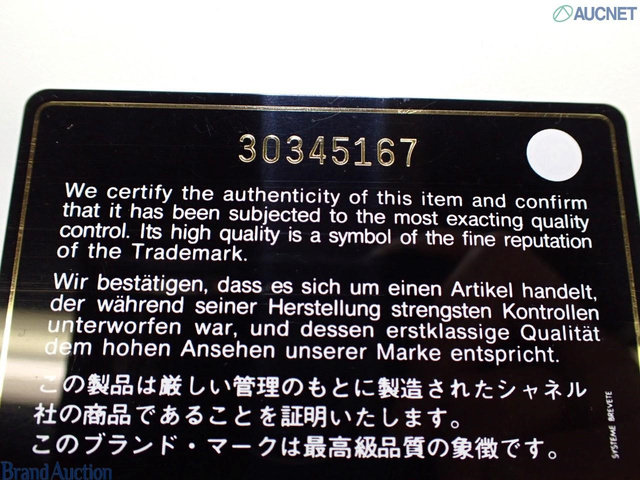 AUCNET
30345167
We certify the authenticity of this item and confirm
that it has been subjected to the most exacting quality
control. Its high quality is a symbol of the fine reputation
of the Trademark.
Wir bestätigen, dass es sich um einen Artikel handelt,
der während seiner Herstellung strengsten Kontrollen
unterworfen war, und dessen erstklassige Qualität
dem hohen Ansehen unserer Marke entspricht.
この製品は厳しい管理のもとに製造されたシャネル
社の商品であることを証明いたします。
このブランド・マークは最高級品質の象徴です。
SYSTEME BREVETE
Brand Auction